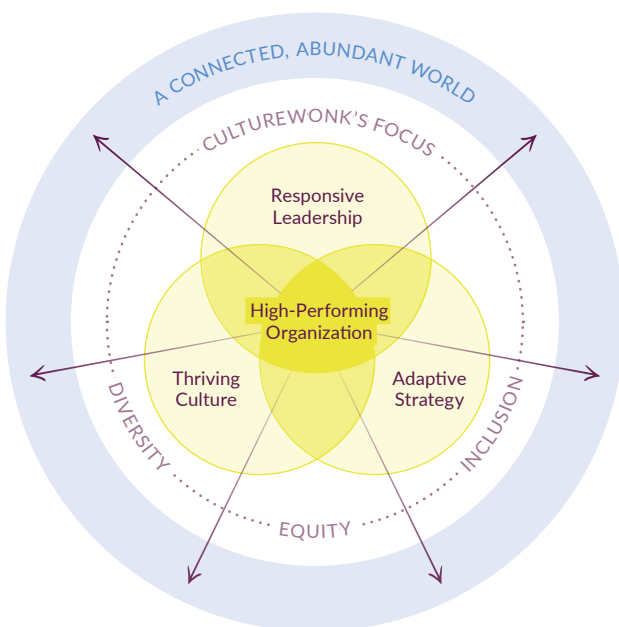 A CONNECTED, ABUNDANT WORLD
CULTUREWONK'S FOCUS
Responsive
Leadership
High-Performing
Organization
Thriving
Culture
Adaptive
Strategy
DIVERSITY
EQUITY
INCLUSION